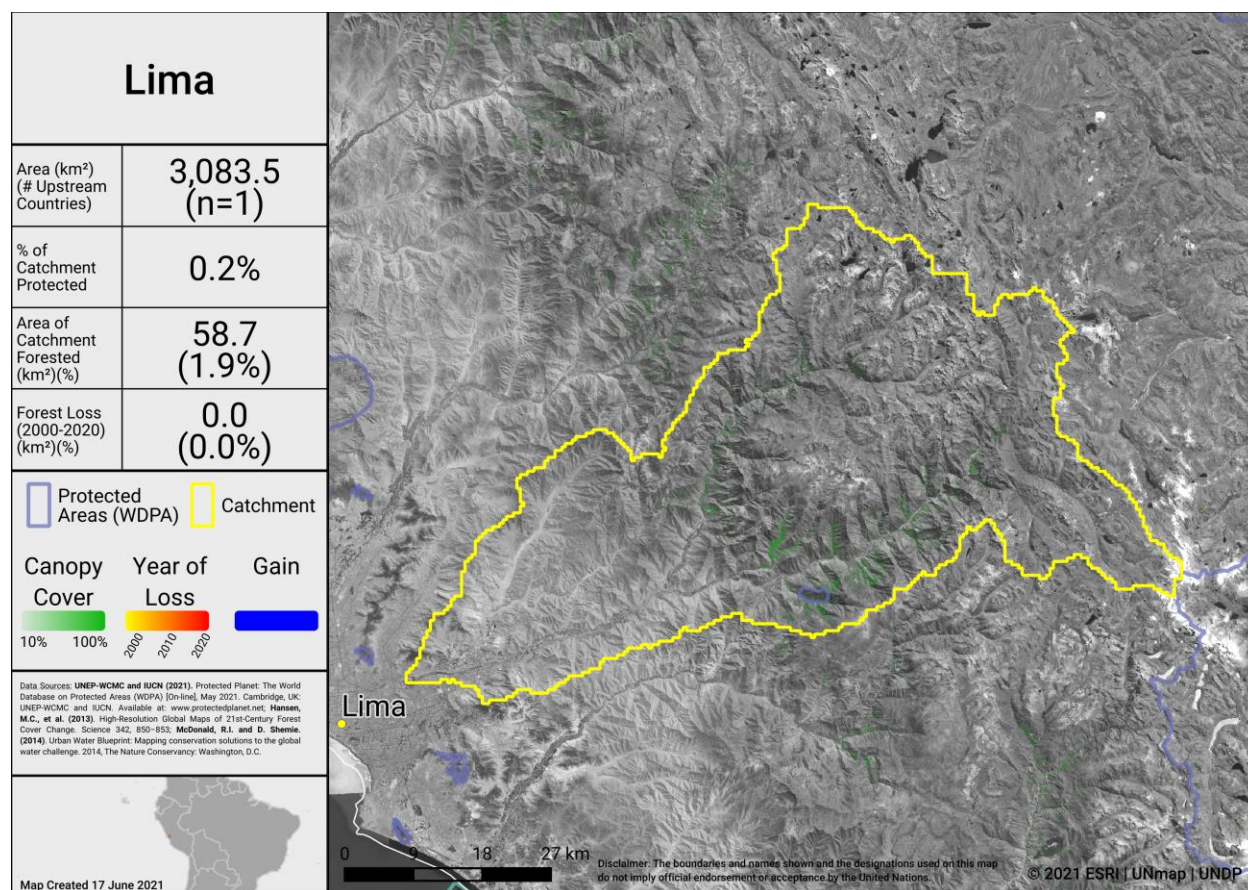 Lima
Area (km²)
(# Upstream
Countries)
3,083.5
(n=1)
% of
Catchment
Protected
0.2%
Area of
Catchment
Forested
(km²)(%)
58.7
(1.9%)
Forest Loss
(2000-2020)
(km²)(%)
0.0
(0.0%)
Protected
Areas (WDPA)
Catchment
Canopy
Cover
Year of
Loss
Gain
10%
100%
2000
2010
2020
Data Sources: UNEP-WCMC and IUCN (2021). Protected Planet: The World
Database on Protected Areas (WDPA) [On-line], May 2021. Cambridge, UK:
UNEP-WCMC and IUCN. Available at: www.protectedplanet.net; Hansen,
M.C., et al. (2013). High-Resolution Global Maps of 21st-Century Forest
Cover Change. Science 342, 850–853; McDonald, R.I. and D. Shemie.
(2014). Urban Water Blueprint: Mapping conservation solutions to the global
water challenge. 2014, The Nature Conservancy: Washington, D.C.
Map Created 17 June 2021
Lima
0
9
18
27 km
Disclaimer: The boundaries and names shown and the designations used on this map
do not imply official endorsement or acceptance by the United Nations.
© 2021 ESRI | UNmap | UNDP